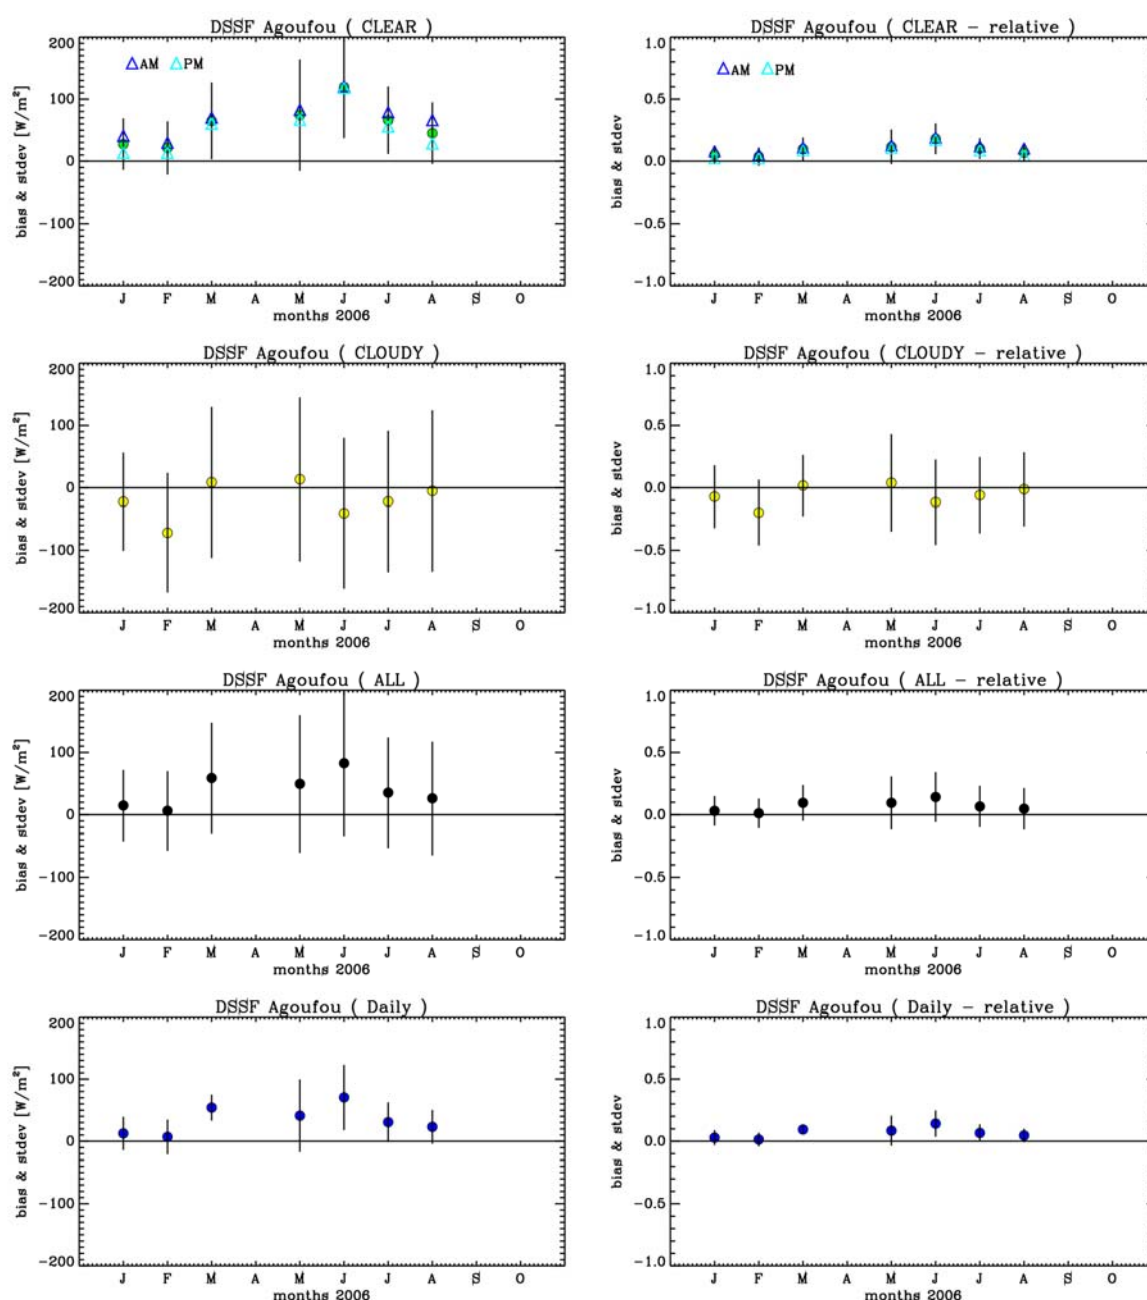 DSSF Agoufou ( CLEAR )
bias & stdev [W/m²]
200
100
0
-100
-200
AM PM
J F M A M J J A S O
months 2006
DSSF Agoufou ( CLEAR - relative )
bias & stdev
1.0
0.5
0.0
-0.5
-1.0
AM PM
J F M A M J J A S O
months 2006
DSSF Agoufou ( CLOUDY )
bias & stdev [W/m²]
200
100
0
-100
-200
J F M A M J J A S O
months 2006
DSSF Agoufou ( CLOUDY - relative )
bias & stdev
1.0
0.5
0.0
-0.5
-1.0
J F M A M J J A S O
months 2006
DSSF Agoufou ( ALL )
bias & stdev [W/m²]
200
100
0
-100
-200
J F M A M J J A S O
months 2006
DSSF Agoufou ( ALL - relative )
bias & stdev
1.0
0.5
0.0
-0.5
-1.0
J F M A M J J A S O
months 2006
DSSF Agoufou ( Daily )
bias & stdev [W/m²]
200
100
0
-100
-200
J F M A M J J A S O
months 2006
DSSF Agoufou ( Daily - relative )
bias & stdev
1.0
0.5
0.0
-0.5
-1.0
J F M A M J J A S O
months 2006